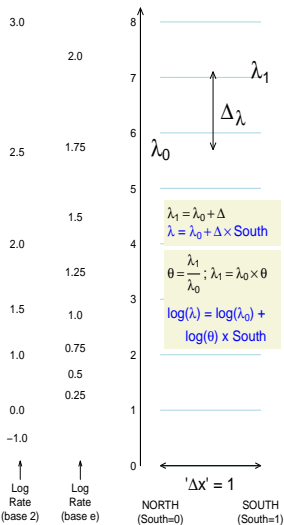 3.0
2.5
2.0
1.5
1.0
0.0
−1.0
Log
Rate
(base 2)
2.0
1.75
1.5
1.25
1.0
0.75
0.5
0.25
Log
Rate
(base e)
8
7
6
5
4
3
2
1
0
λ1
Δλ
λ0
λ1 = λ0 + Δ
λ = λ0 + Δ × South
θ = λ1/λ0 ; λ1 = λ0 × θ
log(λ) = log(λ0) +
log(θ) x South
'Δx' = 1
NORTH
(South=0)
SOUTH
(South=1)